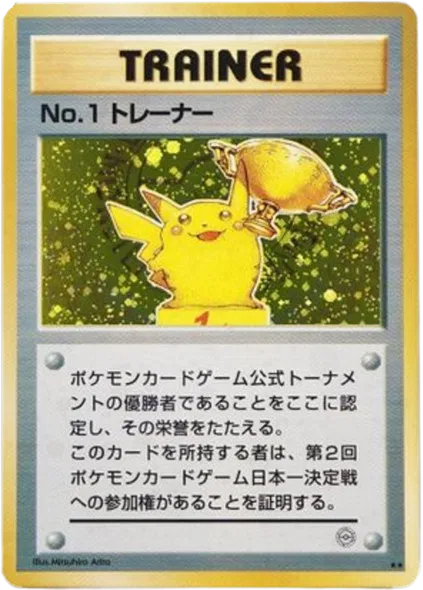 TRAINER
No.1 トレーナー
1
ポケモンカードゲーム公式トーナメ
ントの優勝者であることをここに認
定し、その栄誉をたたえる。
このカードを所持する者は、第2回
ポケモンカードゲーム日本一決定戦
への参加権があることを証明する。
Illus. Mitsuhiro Arita
★★